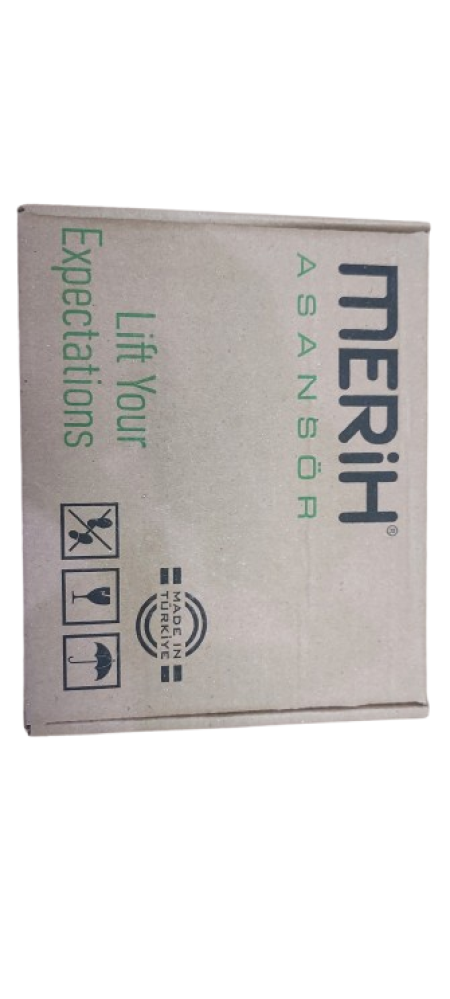 MERiH®
ASANSÖR
Lift Your
Expectations
MADE IN
TÜRKİYE